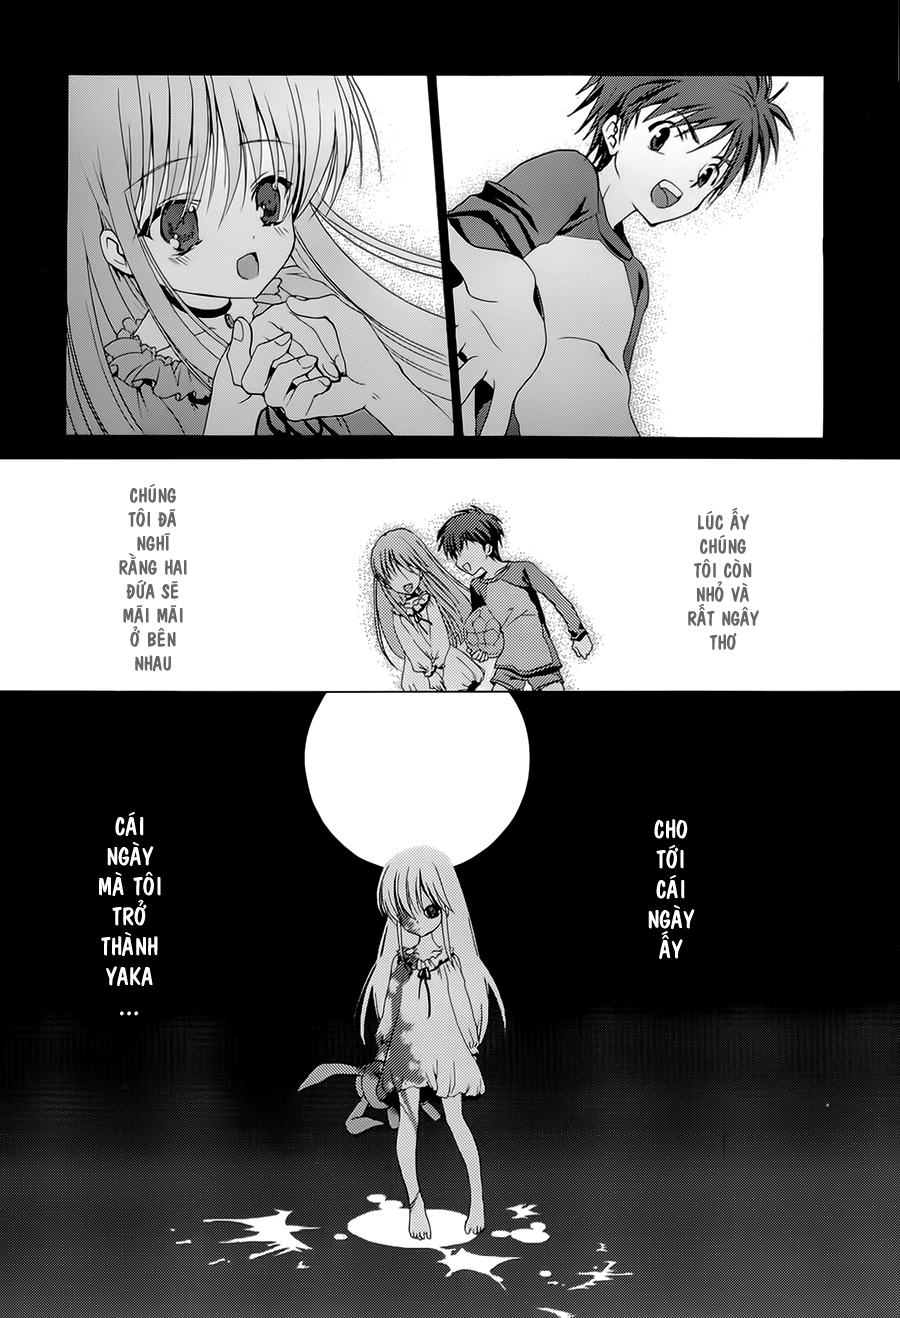 LÚC ẤY
CHÚNG
TÔI CÒN
NHỎ VÀ
RẤT NGÂY
THƠ
CHÚNG
TÔI ĐÃ
NGHĨ
RẰNG HAI
ĐỨA SẼ
MÃI MÃI
Ở BÊN
NHAU
CHO
TỚI
CÁI
NGÀY
ẤY
CÁI
NGÀY
MÀ TÔI
TRỞ
THÀNH
YAKA
...